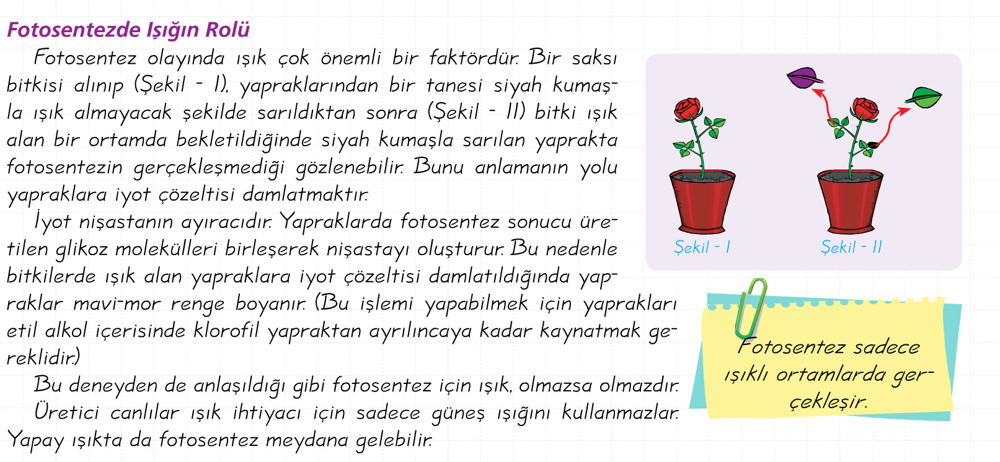 Fotosentezde Işığın Rolü
Fotosentez olayında ışık çok önemli bir faktördür. Bir saksı
bitkisi alınıp (Şekil - I), yapraklarından bir tanesi siyah kumaş-
la ışık almayacak şekilde sarıldıktan sonra (Şekil - II) bitki ışık
alan bir ortamda bekletildiğinde siyah kumaşla sarılan yaprakta
fotosentezin gerçekleşmediği gözlenebilir. Bunu anlamanın yolu
yapraklara iyot çözeltisi damlatmaktır.
İyot nişastanın ayıracıdır. Yapraklarda fotosentez sonucu üre-
tilen glikoz molekülleri birleşerek nişastayı oluşturur. Bu nedenle
bitkilerde ışık alan yapraklara iyot çözeltisi damlatıldığında yap-
raklar mavi-mor renge boyanır. (Bu işlemi yapabilmek için yaprakları
etil alkol içerisinde klorofil yapraktan ayrılıncaya kadar kaynatmak ge-
reklidir.)
Bu deneyden de anlaşıldığı gibi fotosentez için ışık, olmazsa olmazdır.
Üretici canlılar ışık ihtiyacı için sadece güneş ışığını kullanmazlar.
Yapay ışıkta da fotosentez meydana gelebilir.
Şekil - I
Şekil - II
Fotosentez sadece
ışıklı ortamlarda ger-
çekleşir.